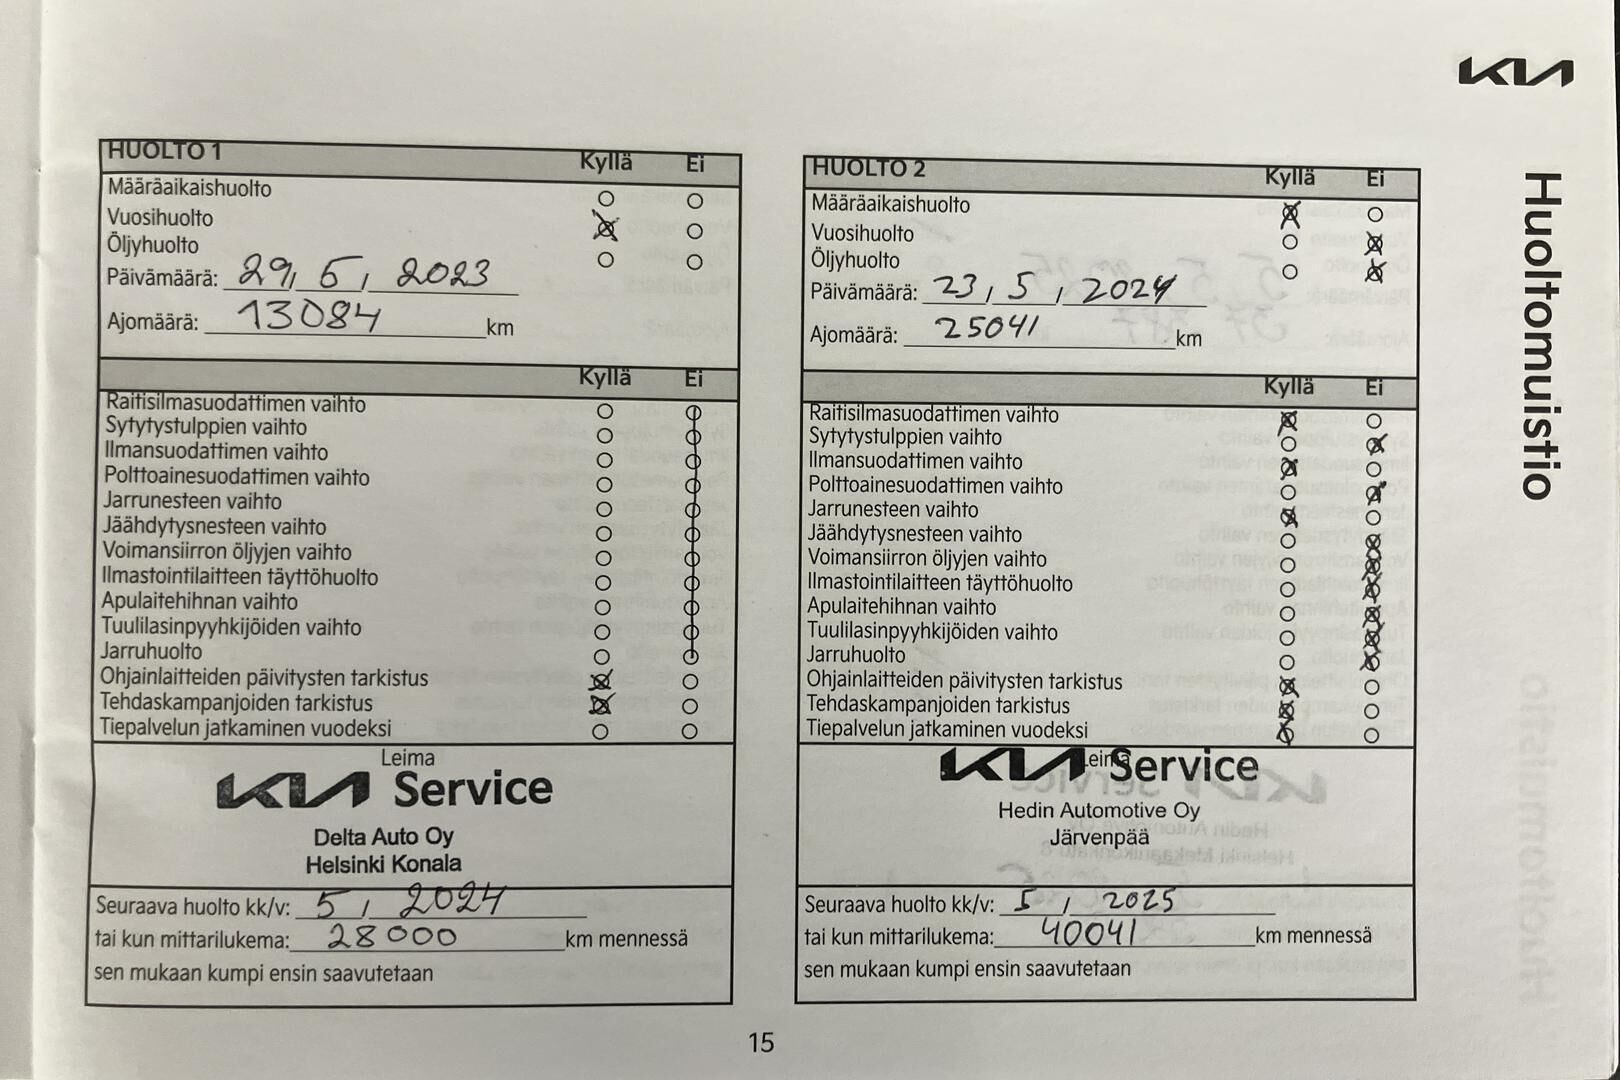 KIA
Huoltomuistio
HUOLTO 1 Kyllä Ei
Määräaikaishuolto
Vuosihuolto
Öljyhuolto
Päivämäärä: 29, 5, 2023
Ajomäärä: 13084 km
Kyllä Ei
Raitisilmasuodattimen vaihto
Sytytystulppien vaihto
Ilmansuodattimen vaihto
Polttoainesuodattimen vaihto
Jarrunesteen vaihto
Jäähdytysnesteen vaihto
Voimansiirron öljyjen vaihto
Ilmastointilaitteen täyttöhuolto
Apulaitehihnan vaihto
Tuulilasinpyyhkijöiden vaihto
Jarruhuolto
Ohjainlaitteiden päivitysten tarkistus
Tehdaskampanjoiden tarkistus
Tiepalvelun jatkaminen vuodeksi
Leima
KIA Service
Delta Auto Oy
Helsinki Konala
Seuraava huolto kk/v: 5 , 2024
tai kun mittarilukema: 28000 km mennessä
sen mukaan kumpi ensin saavutetaan
HUOLTO 2 Kyllä Ei
Määräaikaishuolto
Vuosihuolto
Öljyhuolto
Päivämäärä: 23, 5, 2024
Ajomäärä: 25041 km
Kyllä Ei
Raitisilmasuodattimen vaihto
Sytytystulppien vaihto
Ilmansuodattimen vaihto
Polttoainesuodattimen vaihto
Jarrunesteen vaihto
Jäähdytysnesteen vaihto
Voimansiirron öljyjen vaihto
Ilmastointilaitteen täyttöhuolto
Apulaitehihnan vaihto
Tuulilasinpyyhkijöiden vaihto
Jarruhuolto
Ohjainlaitteiden päivitysten tarkistus
Tehdaskampanjoiden tarkistus
Tiepalvelun jatkaminen vuodeksi
Leima
KIA Service
Hedin Automotive Oy
Järvenpää
Seuraava huolto kk/v: 5 , 2025
tai kun mittarilukema: 40041 km mennessä
sen mukaan kumpi ensin saavutetaan
15